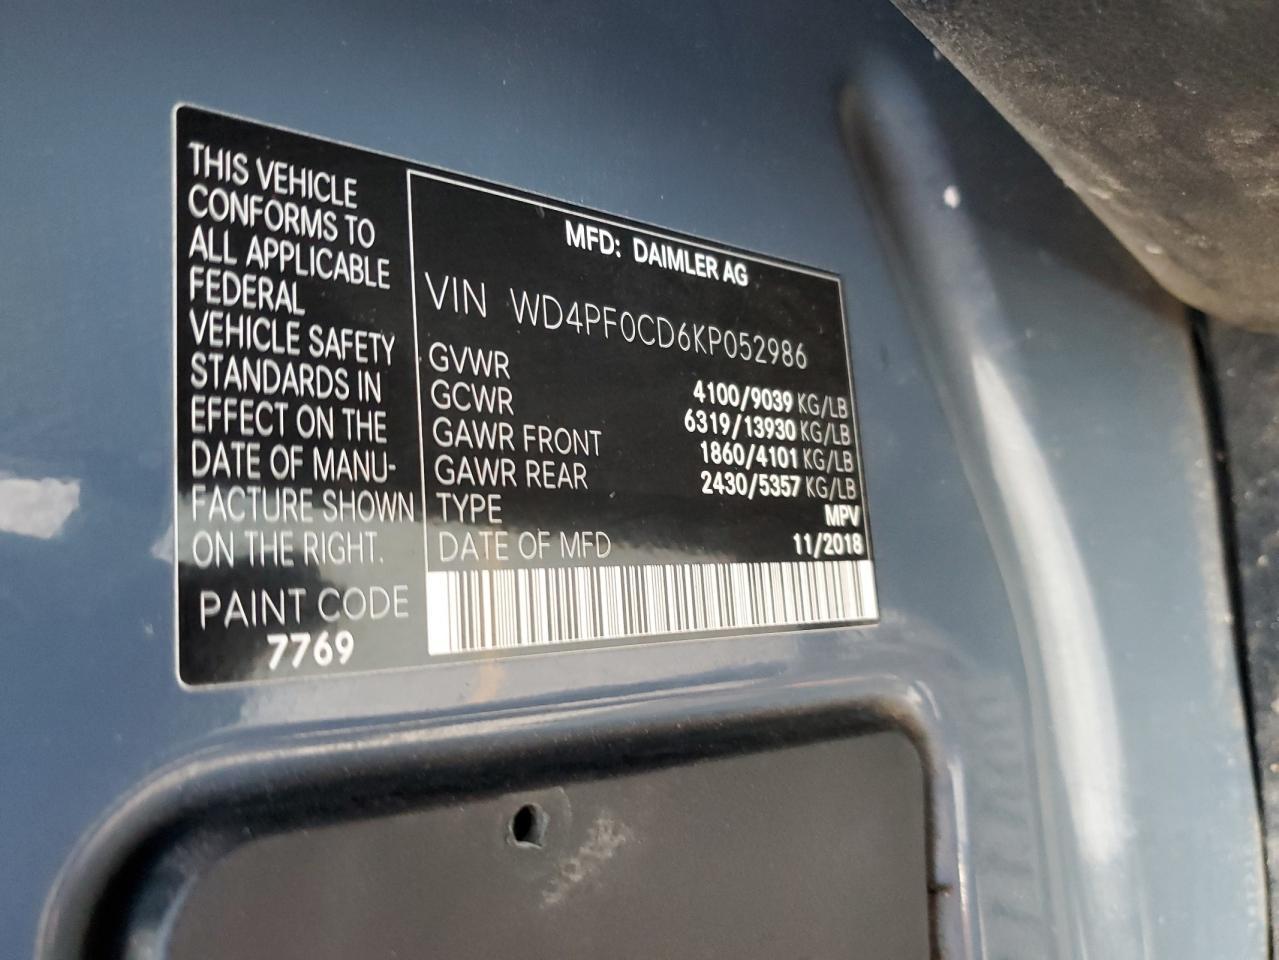 THIS VEHICLE
CONFORMS TO
ALL APPLICABLE
FEDERAL
VEHICLE SAFETY
STANDARDS IN
EFFECT ON THE
DATE OF MANU-
FACTURE SHOWN
ON THE RIGHT.
PAINT CODE
7769
MFD: DAIMLER AG
VIN WD4PF0CD6KP052986
GVWR 4100/9039 KG/LB
GCWR 6319/13930 KG/LB
GAWR FRONT 1860/4101 KG/LB
GAWR REAR 2430/5357 KG/LB
TYPE MPV
DATE OF MFD 11/2018